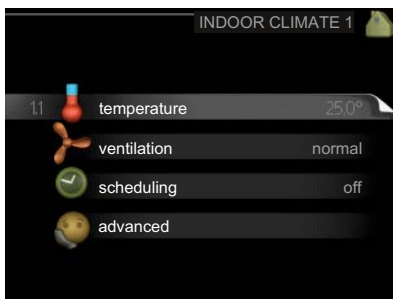 INDOOR CLIMATE 1
1.1 temperature 25.0°
ventilation normal
scheduling off
advanced